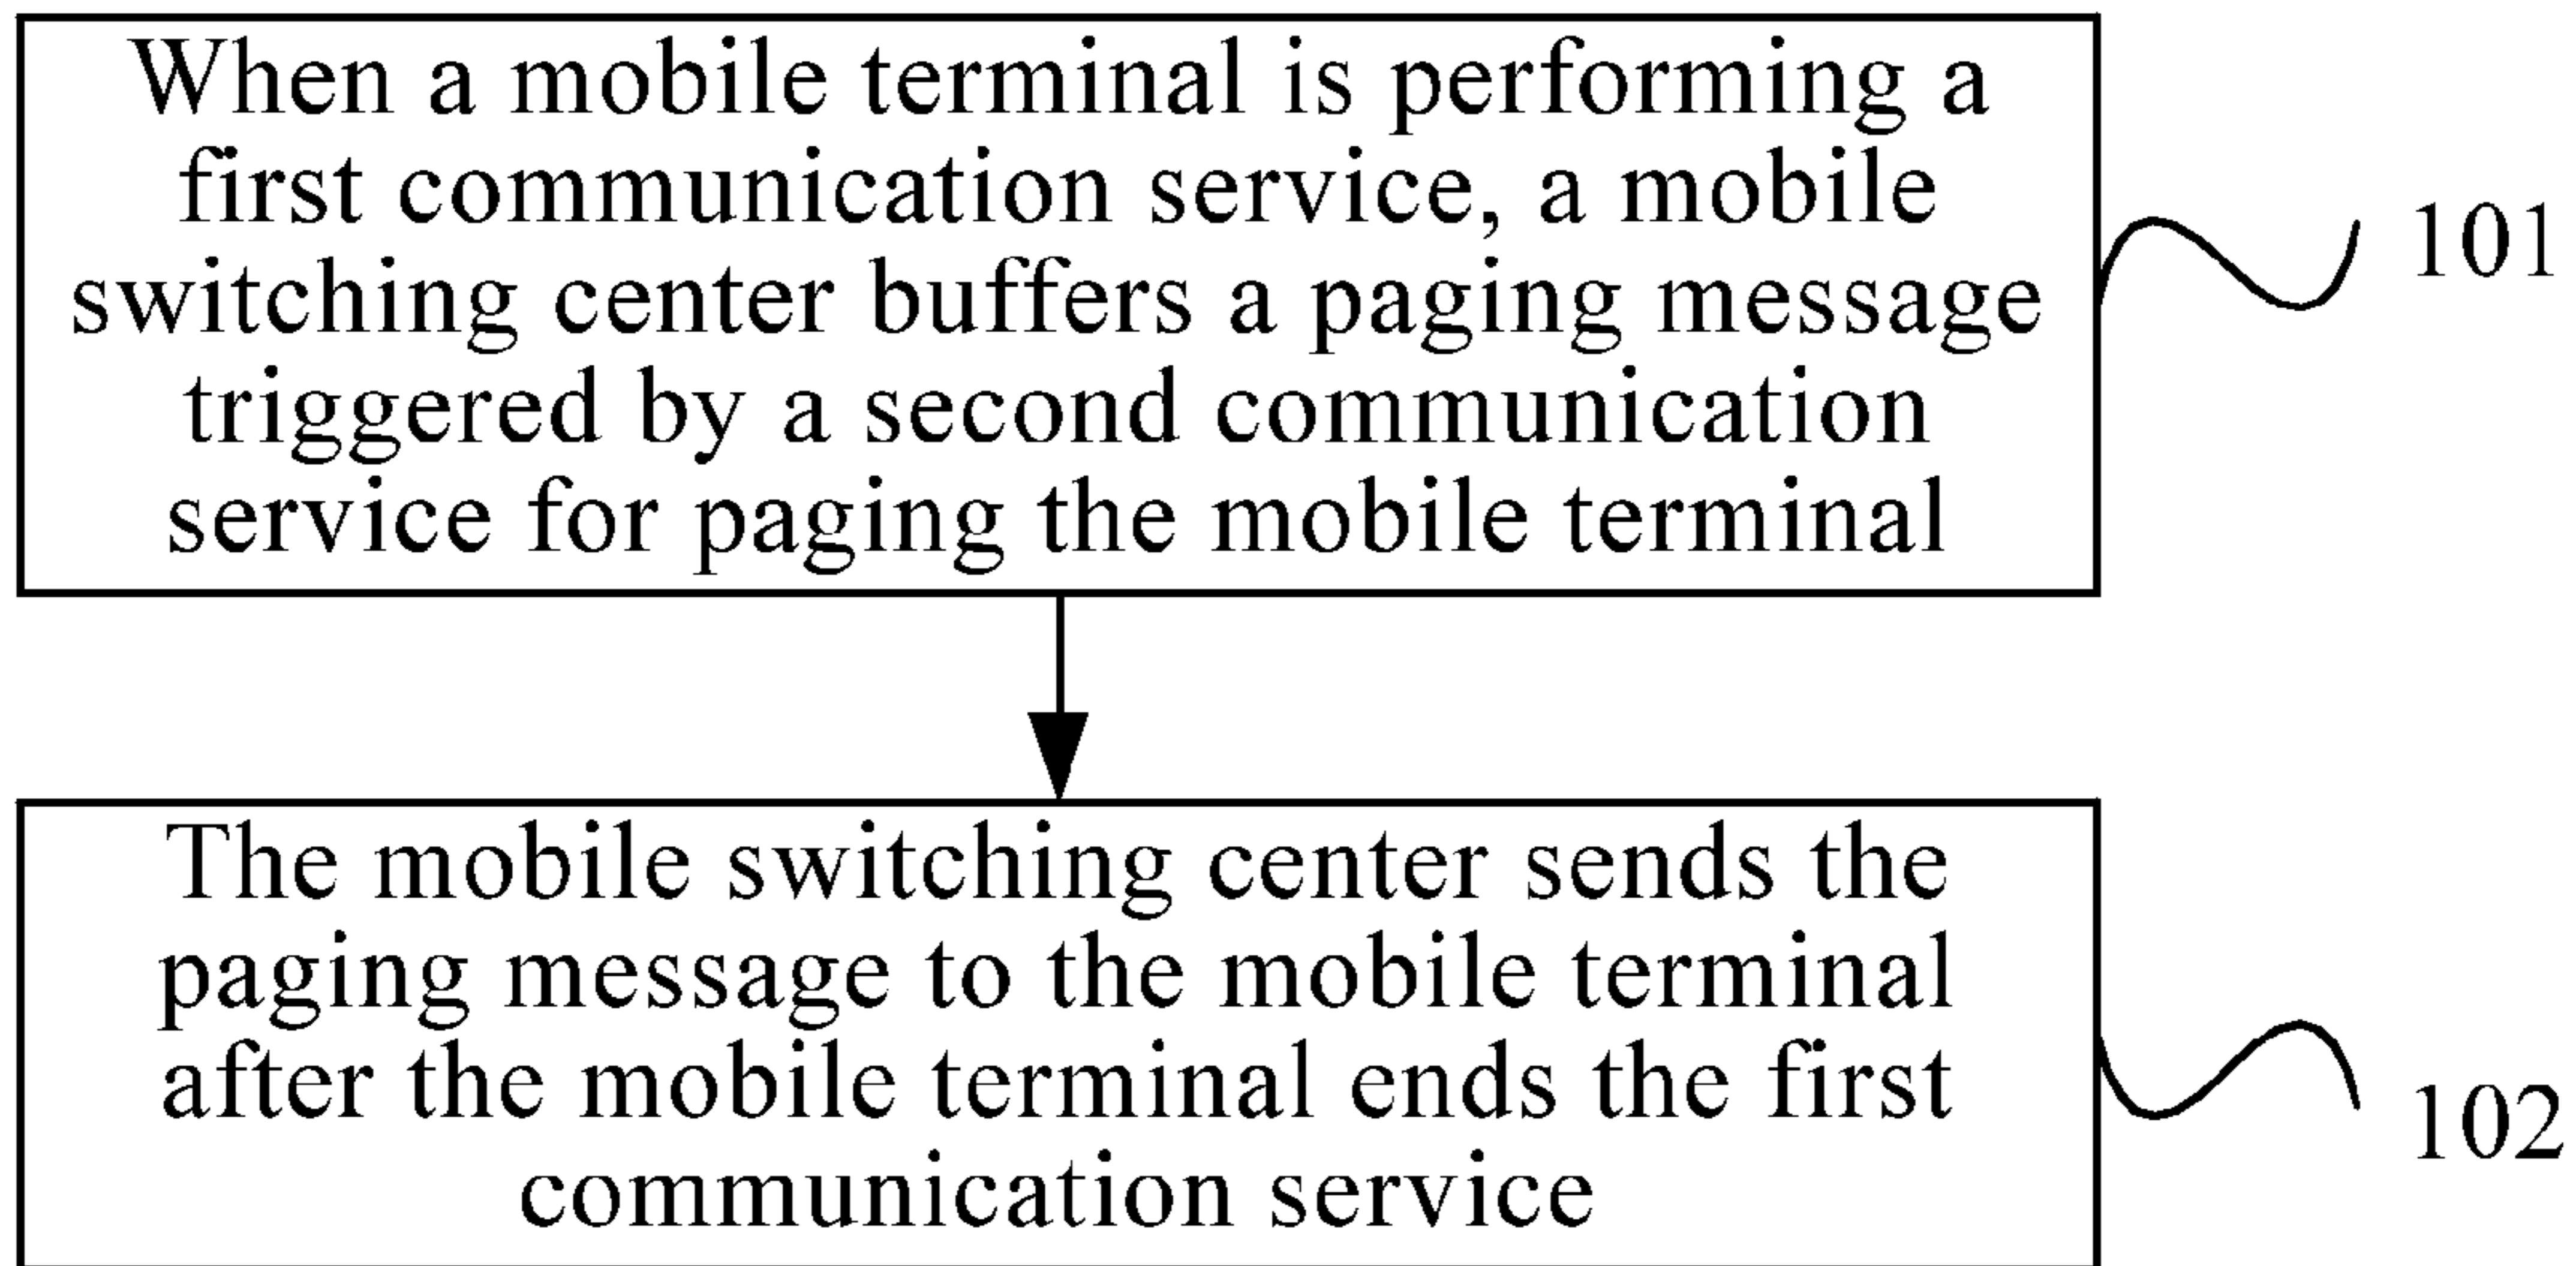 When a mobile terminal is performing a
first communication service, a mobile
switching center buffers a paging message
triggered by a second communication
service for paging the mobile terminal
101
The mobile switching center sends the
paging message to the mobile terminal
after the mobile terminal ends the first
communication service
102